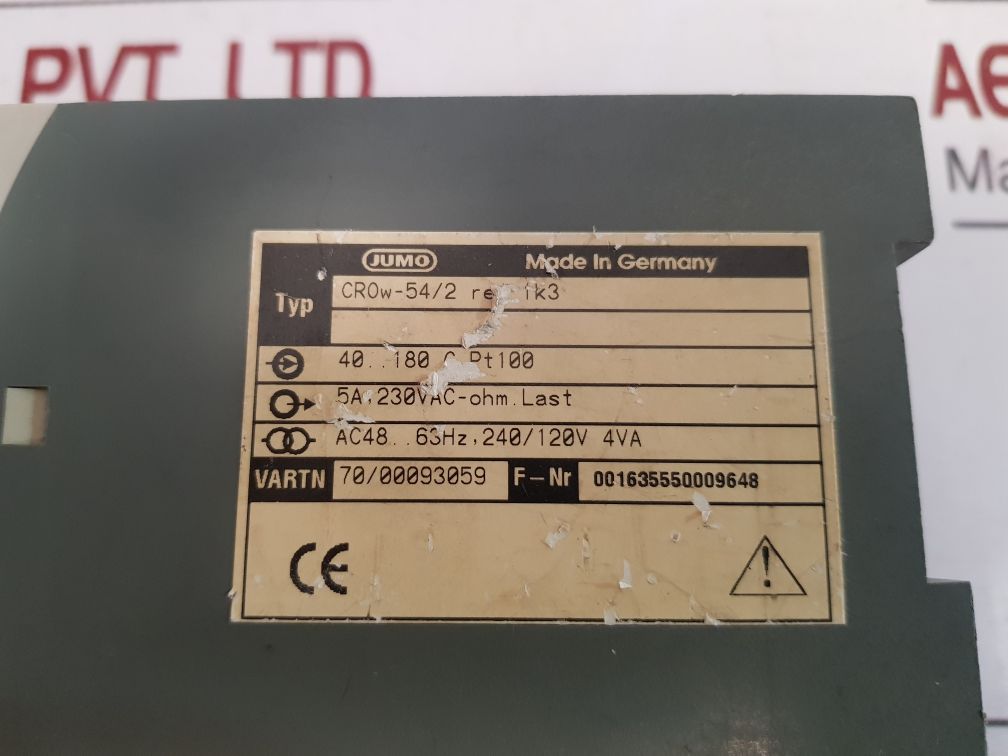 PVT LTD
Ma
JUMO Made In Germany
Typ CROw-54/2
40..180 C Pt100
5A,230VAC-ohm.Last
AC48..63Hz,240/120V 4VA
VARTN 70/00093059 F-Nr 001635550009648
CE